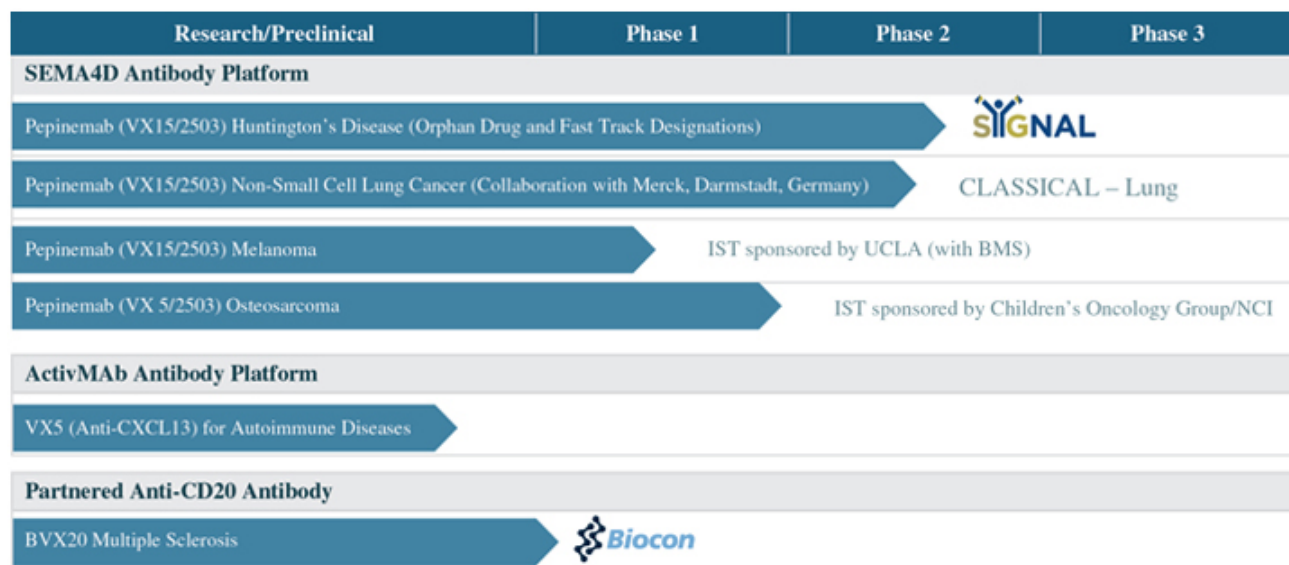 Research/Preclinical Phase 1 Phase 2 Phase 3
SEMA4D Antibody Platform
Pepinemab (VX15/2503) Huntington's Disease (Orphan Drug and Fast Track Designations) SIGNAL
Pepinemab (VX15/2503) Non-Small Cell Lung Cancer (Collaboration with Merck, Darmstadt, Germany) CLASSICAL – Lung
Pepinemab (VX15/2503) Melanoma IST sponsored by UCLA (with BMS)
Pepinemab (VX 5/2503) Osteosarcoma IST sponsored by Children's Oncology Group/NCI
ActivMAb Antibody Platform
VX5 (Anti-CXCL13) for Autoimmune Diseases
Partnered Anti-CD20 Antibody
BVX20 Multiple Sclerosis Biocon